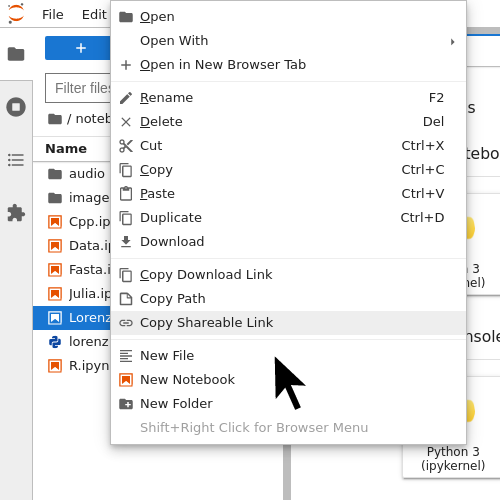 File Edit
Open
Open With
Open in New Browser Tab
Rename F2
Delete Del
Cut Ctrl+X
Copy Ctrl+C
Paste Ctrl+V
Duplicate Ctrl+D
Download
Copy Download Link
Copy Path
Copy Shareable Link
New File
New Notebook
New Folder
Shift+Right Click for Browser Menu
+
Filter files
/ noteb
Name
audio
image
Cpp.ip
Data.ip
Fasta.i
Julia.ip
Lorenz
lorenz
R.ipyn
s
tebo
3
nel)
nsole
Python 3
(ipykernel)